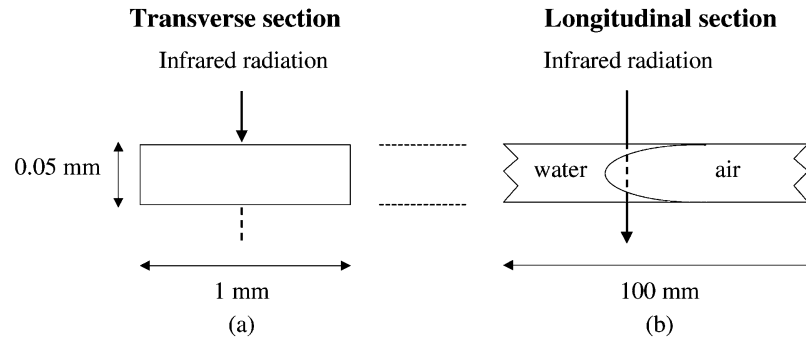 Transverse section
Longitudinal section
Infrared radiation
Infrared radiation
0.05 mm
water
air
1 mm
100 mm
(a)
(b)